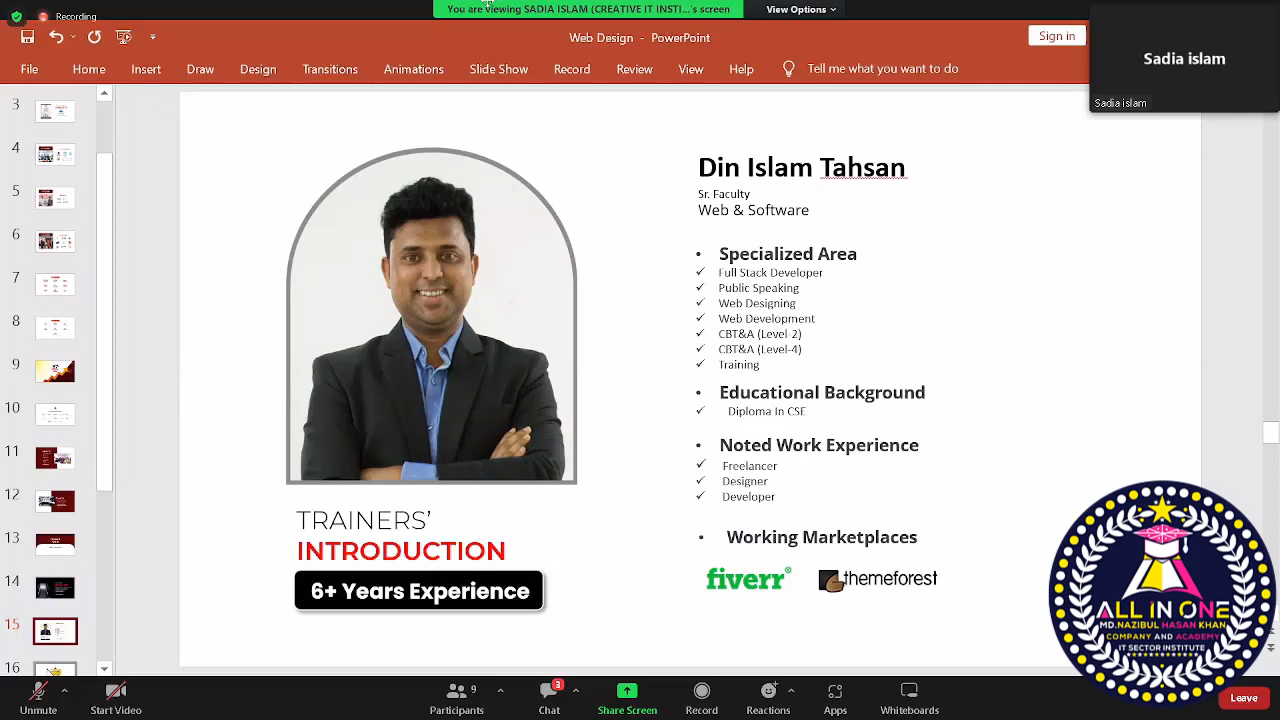 Recording
You are viewing SADIA ISLAM (CREATIVE IT INSTI...'s screen
View Options
Web Design - PowerPoint
Sign in
Sadia islam
Sadia islam
File Home Insert Draw Design Transitions Animations Slide Show Record Review View Help Tell me what you want to do
3
4
5
6
7
8
9
10
11
12
13
14
15
16
TRAINERS'
INTRODUCTION
6+ Years Experience
Din Islam Tahsan
Sr. Faculty
Web & Software
• Specialized Area
✓ Full Stack Developer
✓ Public Speaking
✓ Web Designing
✓ Web Development
✓ CBT&A (Level-2)
✓ CBT&A (Level-4)
✓ Training
• Educational Background
✓ Diploma In CSE
• Noted Work Experience
✓ Freelancer
✓ Designer
✓ Developer
• Working Marketplaces
fiverr® themeforest
ALL IN ONE
MD.NAZIBUL HASAN KHAN
COMPANY AND ACADEMY
IT SECTOR INSTITUTE
9
3
Unmute Start Video Participants Chat Share Screen Record Reactions Apps Whiteboards Leave